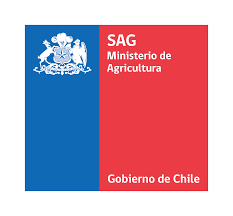 SAG
Ministerio de
Agricultura
Gobierno de Chile